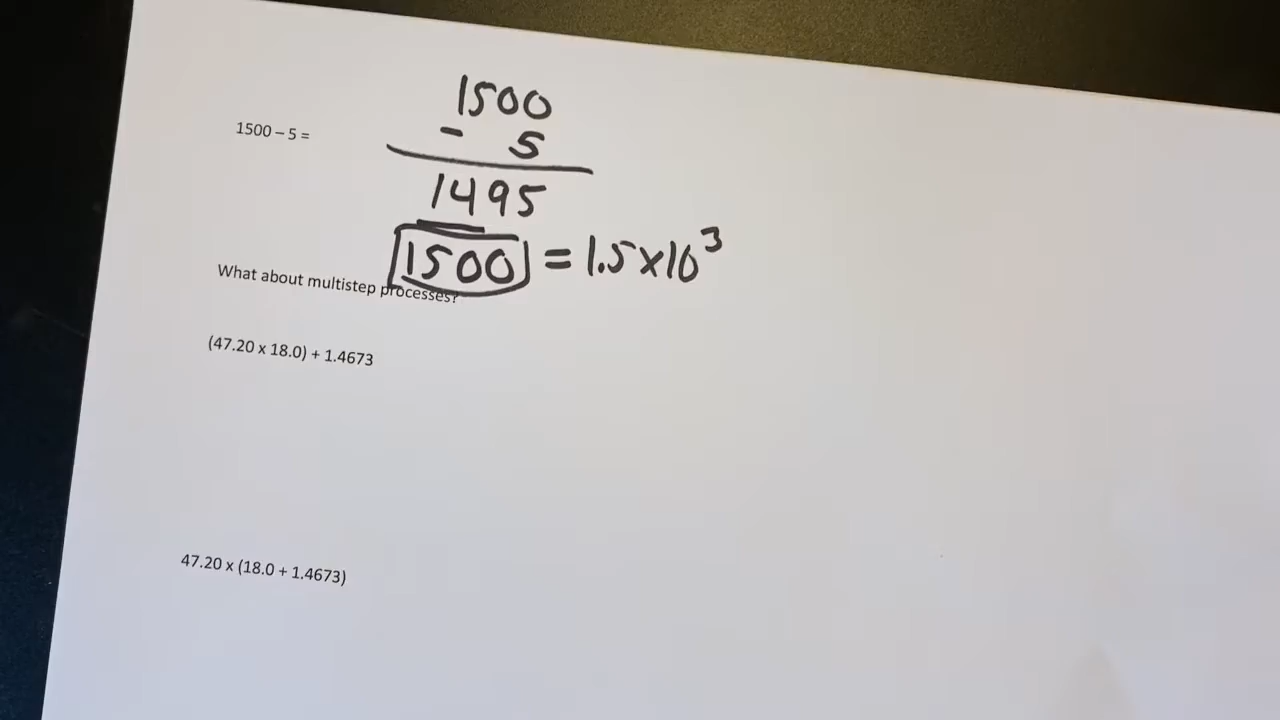 1500
1500 – 5 =
- 5
1495
1500 = 1.5x10³
What about multistep processes?
(47.20 x 18.0) + 1.4673
47.20 x (18.0 + 1.4673)